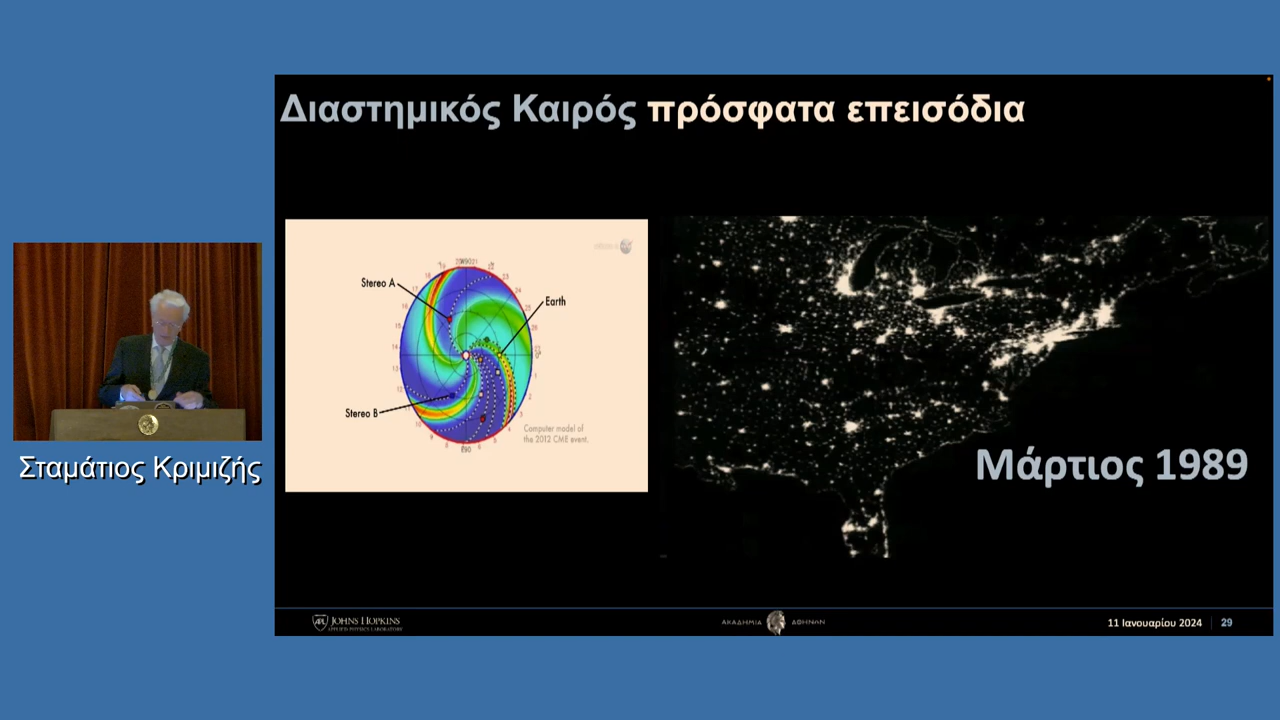 Διαστημικός Καιρός πρόσφατα επεισόδια
Stereo A
Earth
Stereo B
Computer model of
the 2012 CME event.
Μάρτιος 1989
Σταμάτιος Κριμιζής
APL JOHNS HOPKINS
APPLIED PHYSICS LABORATORY
ΑΚΑΔΗΜΙΑ ΑΘΗΝΩΝ
11 Ιανουαρίου 2024 29